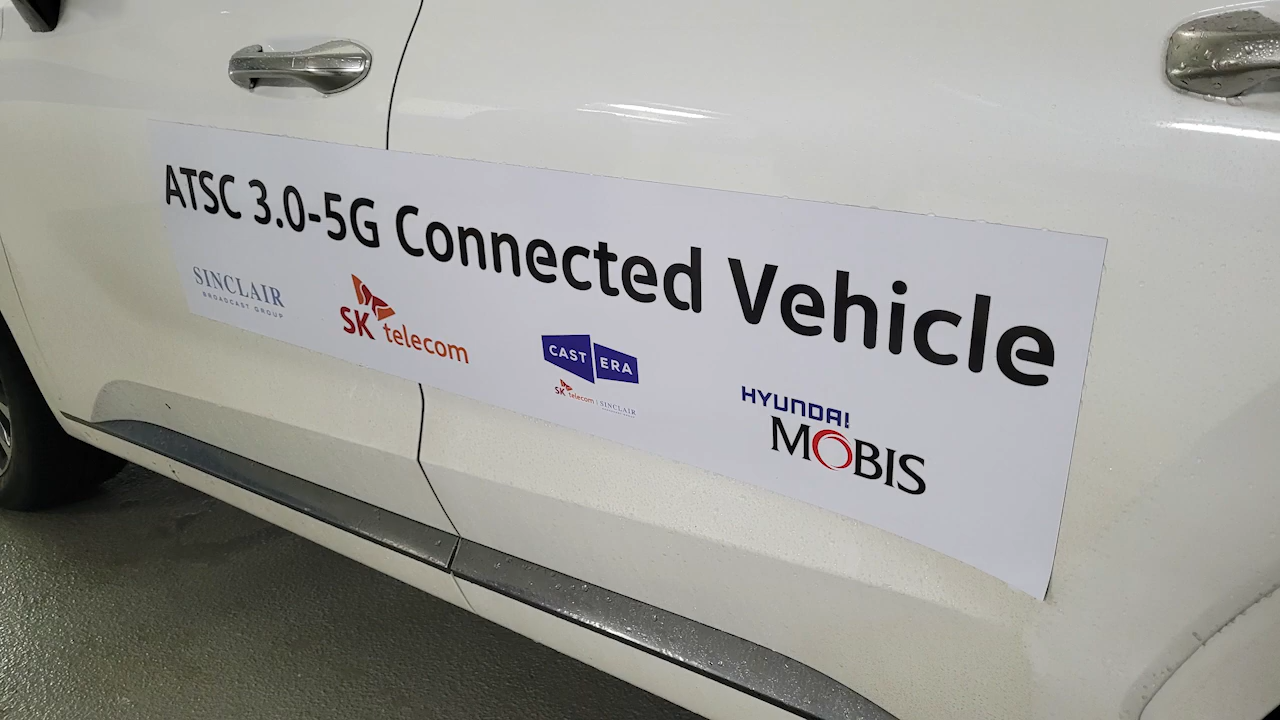 ATSC 3.0-5G Connected Vehicle
SINCLAIR
BROADCAST GROUP
SK telecom
CAST ERA
SK telecom | SINCLAIR
HYUNDAI
MOBIS